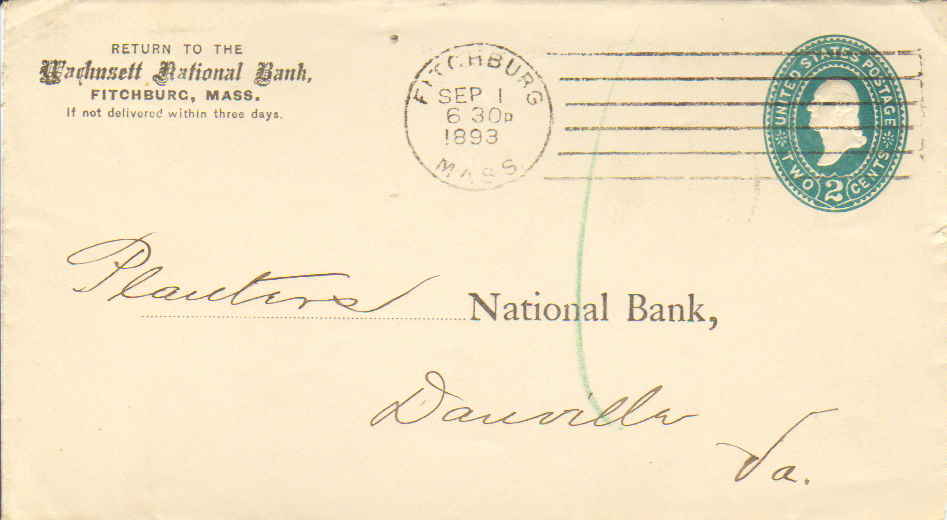 RETURN TO THE
Wachusett National Bank,
FITCHBURG, MASS.
If not delivered within three days.
FITCHBURG
SEP 1
6 30P
1893
MASS.
UNITED STATES POSTAGE
TWO 2 CENTS
Planters National Bank,
Danville
Va.